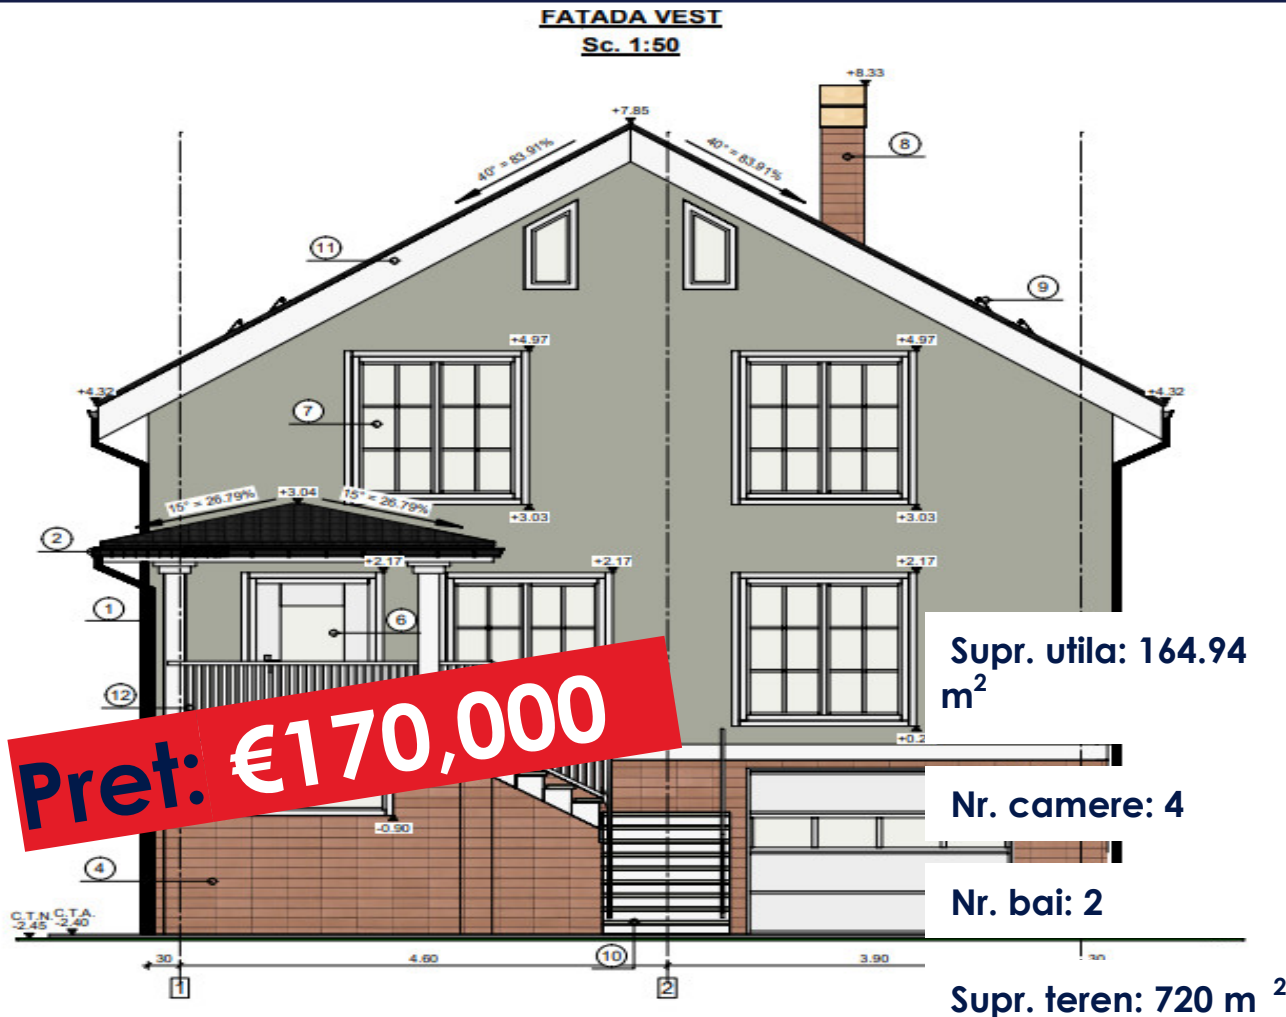 FATADA VEST
Sc. 1:50
+8.33
+7.85
40° = 83.91%
40° = 83.91%
8
11
9
+4.97
+4.97
+4.32
+4.32
7
15° = 26.79%
+3.04
15° = 26.79%
+3.03
+3.03
2
+2.17
+2.17
+2.17
1
6
Supr. utila: 164.94
m²
12
Pret: €170,000
Nr. camere: 4
-0.90
4
Nr. bai: 2
C.T.N.
-2.45
C.T.A.
-2.40
30
4.60
10
3.90
30
1
2
Supr. teren: 720 m ²